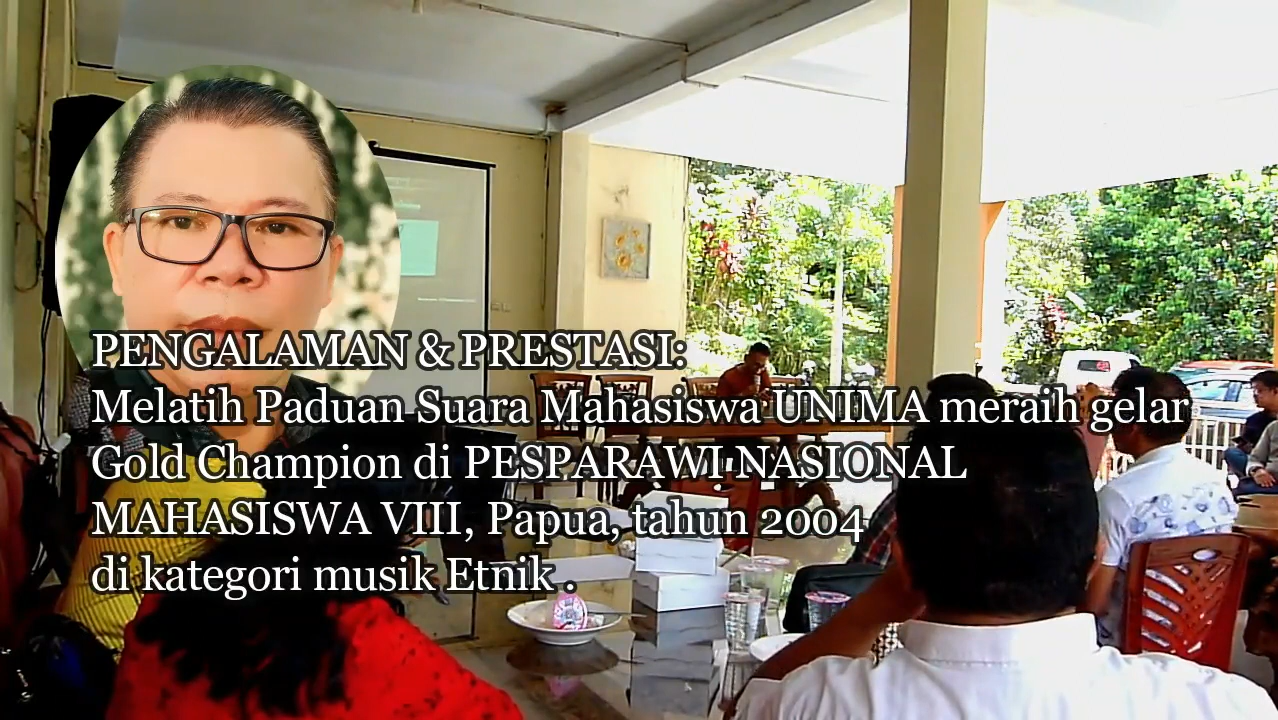 PENGALAMAN & PRESTASI:
Melatih Paduan Suara Mahasiswa UNIMA meraih gelar
Gold Champion di PESPARAWI NASIONAL
MAHASISWA VIII, Papua, tahun 2004
di kategori musik Etnik .